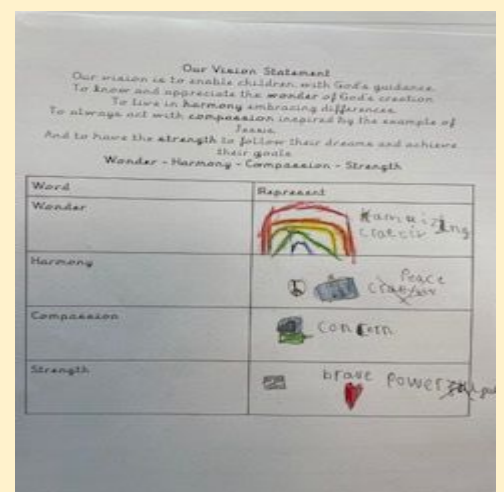 Our Vision Statement
Our vision is to enable children, with God's guidance
To know and appreciate the wonder of God's creation
To live in harmony embracing differences
To always act with compassion inspired by the example of
Jesus
And to have the strength to follow their dreams and achieve
their goals
Wonder - Harmony - Compassion - Strength
Word Represent
Wonder
Harmony
Peace
Compassion
Strength
brave power